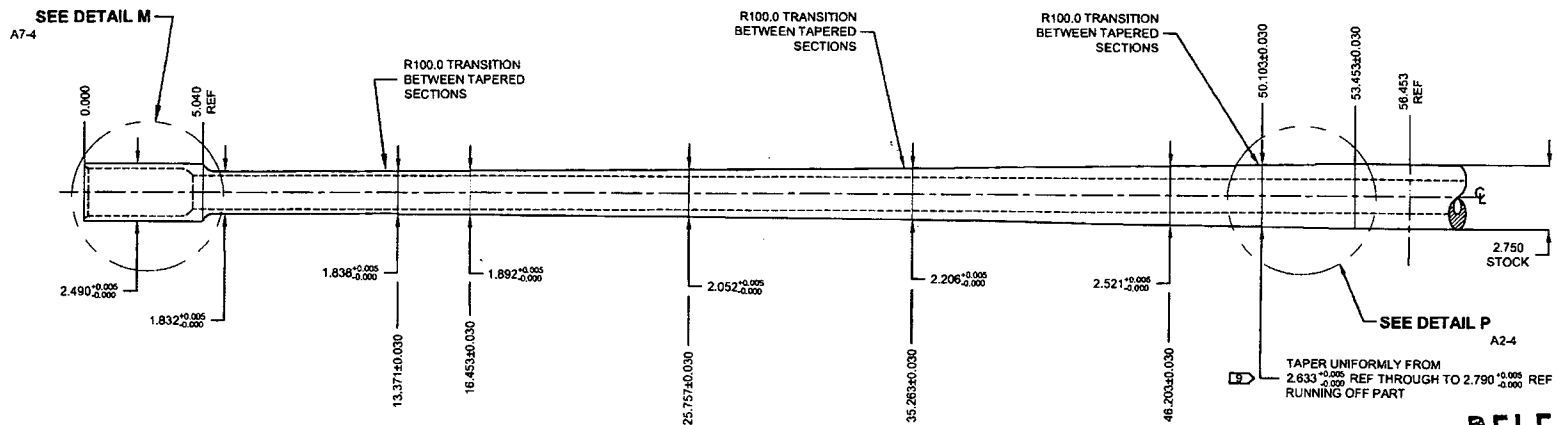 SEE DETAIL M
A7-4
0.000
5.040
REF
R100.0 TRANSITION
BETWEEN TAPERED
SECTIONS
R100.0 TRANSITION
BETWEEN TAPERED
SECTIONS
R100.0 TRANSITION
BETWEEN TAPERED
SECTIONS
50.103±0.030
53.453±0.030
56.453
REF
2.490 +0.005 -0.000
1.832 +0.005 -0.000
1.838 +0.005 -0.000
1.892 +0.005 -0.000
2.052 +0.005 -0.000
2.206 +0.005 -0.000
2.521 +0.005 -0.000
2.750
STOCK
13.371±0.030
16.453±0.030
25.757±0.030
35.263±0.030
46.203±0.030
SEE DETAIL P
A2-4
9
TAPER UNIFORMLY FROM
2.633 +0.005 -0.000 REF THROUGH TO 2.790 +0.005 -0.000 REF
RUNNING OFF PART